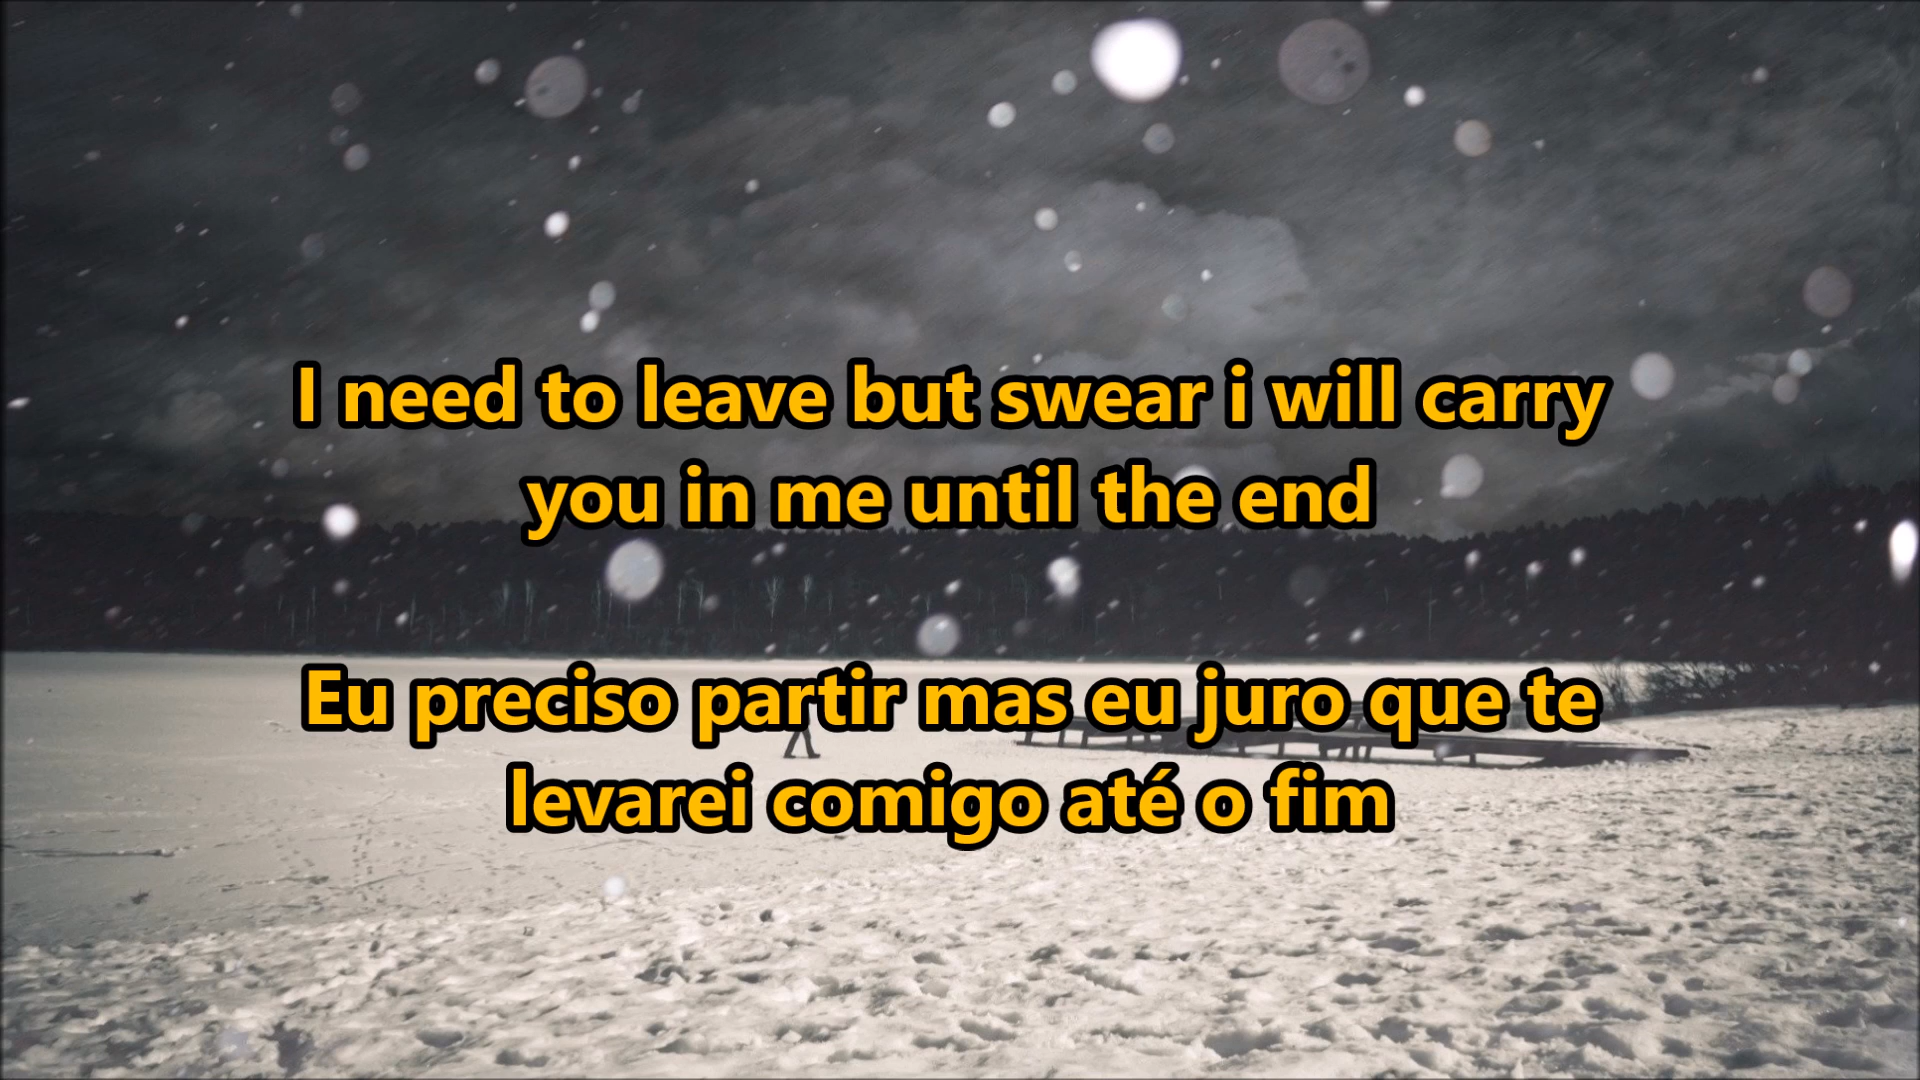 I need to leave but swear i will carry
you in me until the end
Eu preciso partir mas eu juro que te
levarei comigo até o fim